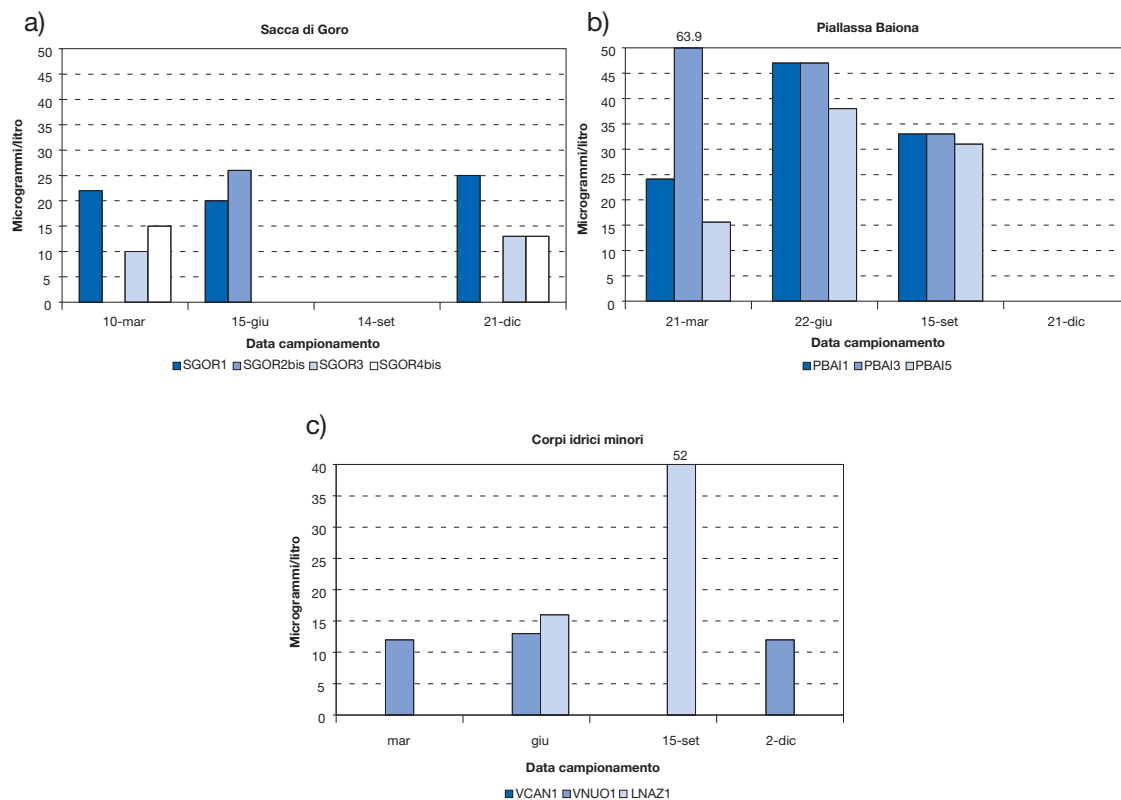 a)
Sacca di Goro
Microgrammi/litro
50
45
40
35
30
25
20
15
10
5
0
10-mar 15-giu 14-set 21-dic
Data campionamento
SGOR1 SGOR2bis SGOR3 SGOR4bis
b)
Piallassa Baiona
63.9
Microgrammi/litro
50
45
40
35
30
25
20
15
10
5
0
21-mar 22-giu 15-set 21-dic
Data campionamento
PBAI1 PBAI3 PBAI5
c)
Corpi idrici minori
52
Microgrammi/litro
40
35
30
25
20
15
10
5
0
mar giu 15-set 2-dic
Data campionamento
VCAN1 VNUO1 LNAZ1